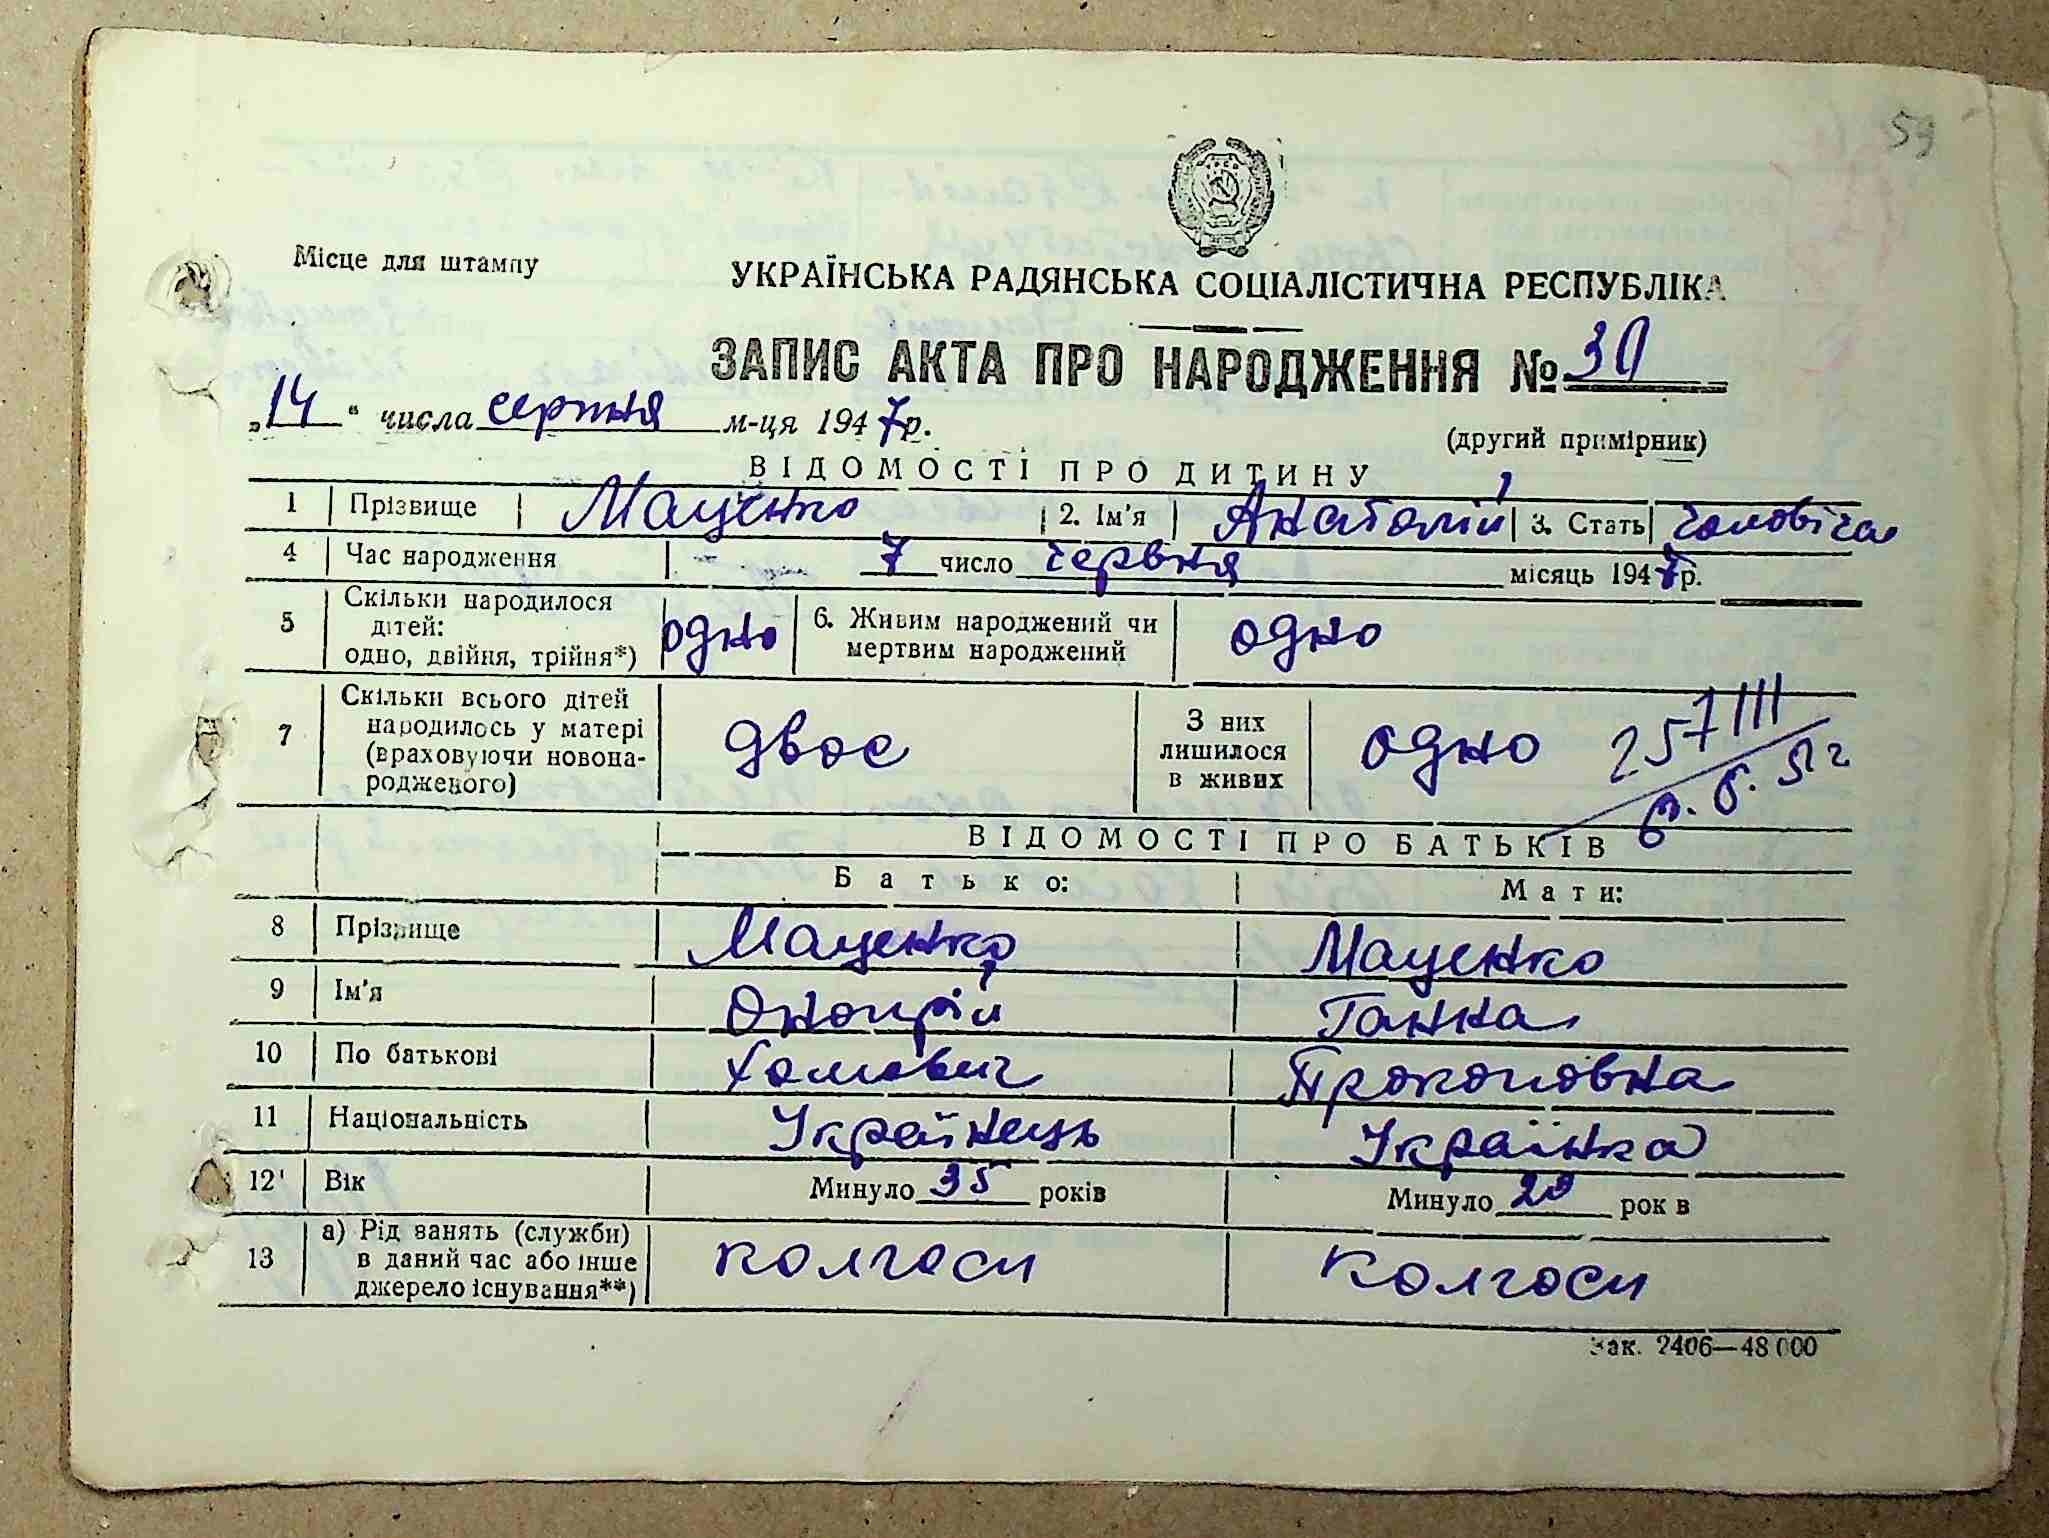 59
Місце для штампу
УКРАЇНСЬКА РАДЯНСЬКА СОЦІАЛІСТИЧНА РЕСПУБЛІКА
ЗАПИС АКТА ПРО НАРОДЖЕННЯ № 30
„14“ числа серпня м-ця 1947 р.
(другий примірник)
ВІДОМОСТІ ПРО ДИТИНУ
1 Прізвище Маценко 2. Ім'я Анатолій 3. Стать чоловіча
4 Час народження 7 число червня місяць 1947 р.
5 Скільки народилося дітей: одно, двійня, трійня*) одно 6. Живим народжений чи мертвим народжений одно
7 Скільки всього дітей народилось у матері (враховуючи новонародженого) двоє З них лишилося в живих одно
ВІДОМОСТІ ПРО БАТЬКІВ
Батько: Мати:
8 Прізвище Маценко Маценко
9 Ім'я Онопрій Ганна
10 По батькові Хомович Прокоповна
11 Національність Українець Українка
12 Вік Минуло 35 років Минуло 29 рок в
13 а) Рід занять (служби) в даний час або інше джерело існування**) колгосп колгосп
Зак. 2406—48 000